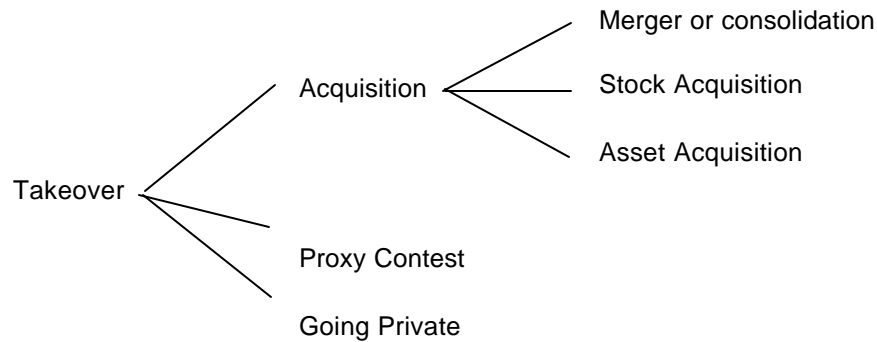 Merger or consolidation
Acquisition
Stock Acquisition
Asset Acquisition
Takeover
Proxy Contest
Going Private